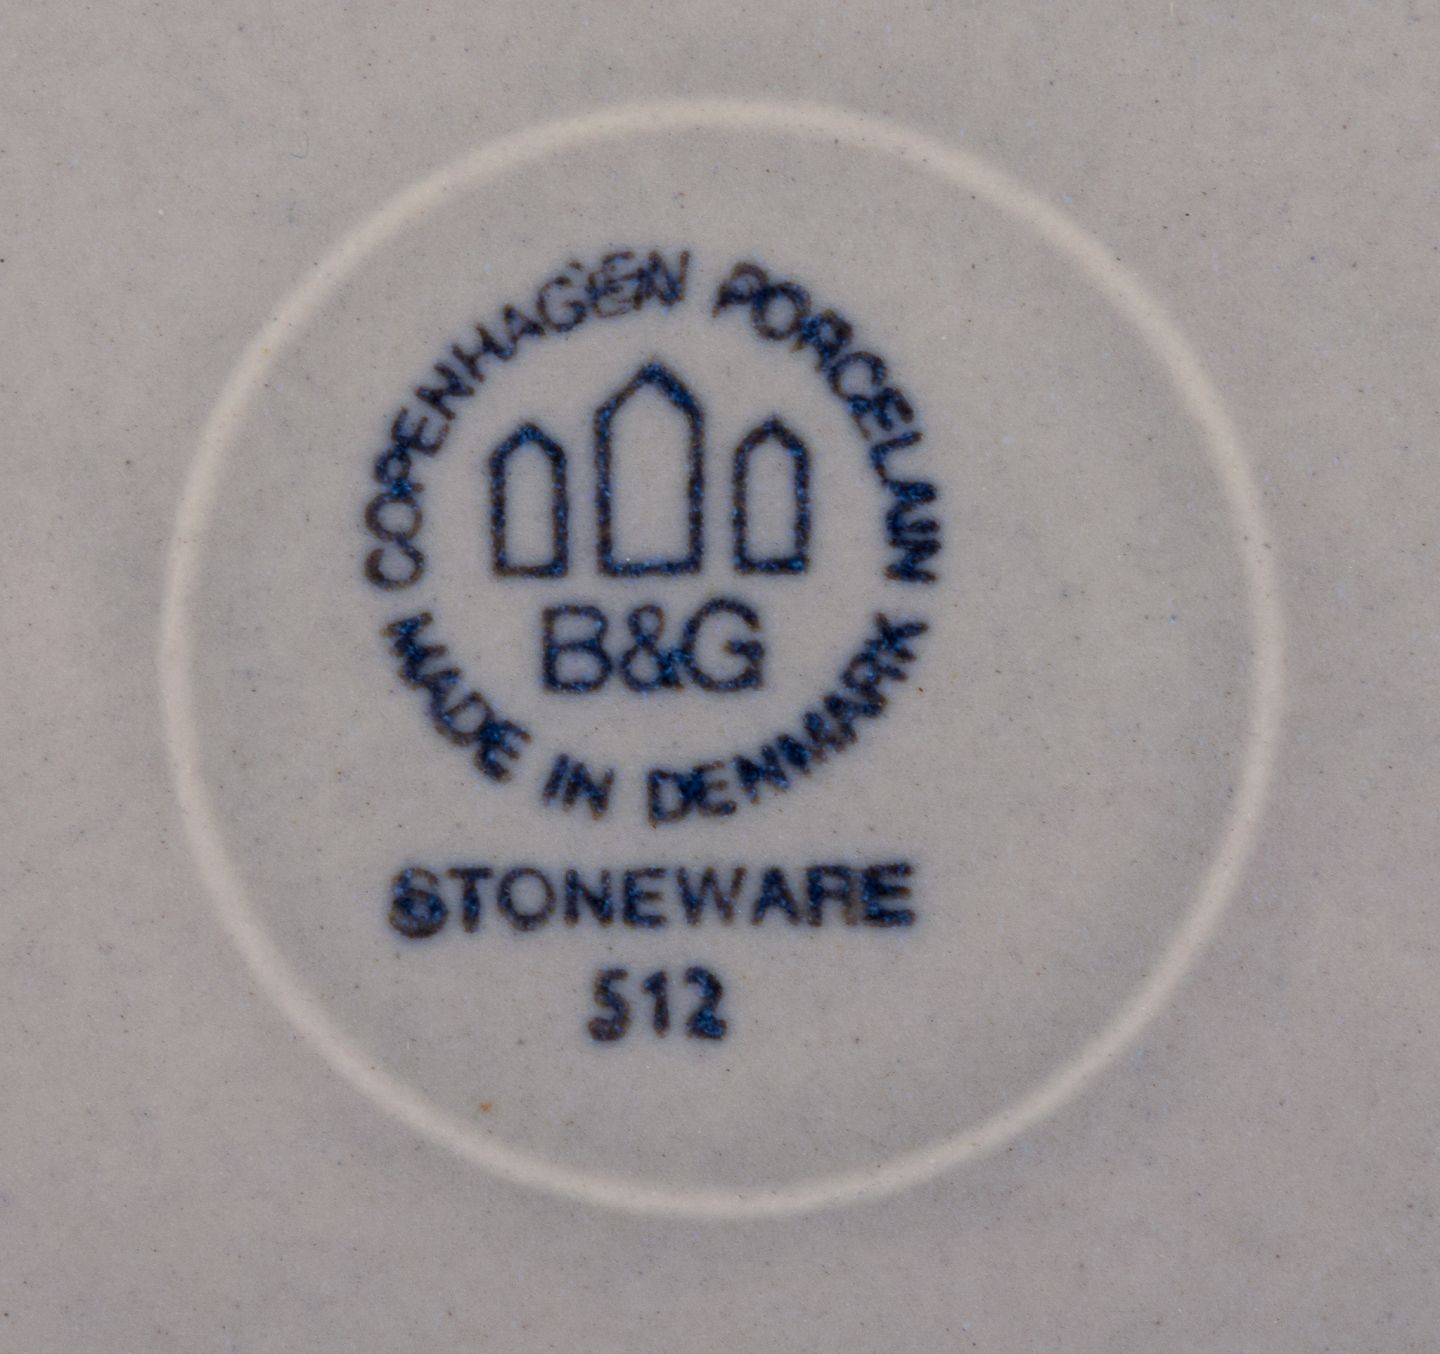 COPENHAGEN PORCELAIN
B&G
MADE IN DENMARK
STONEWARE
512